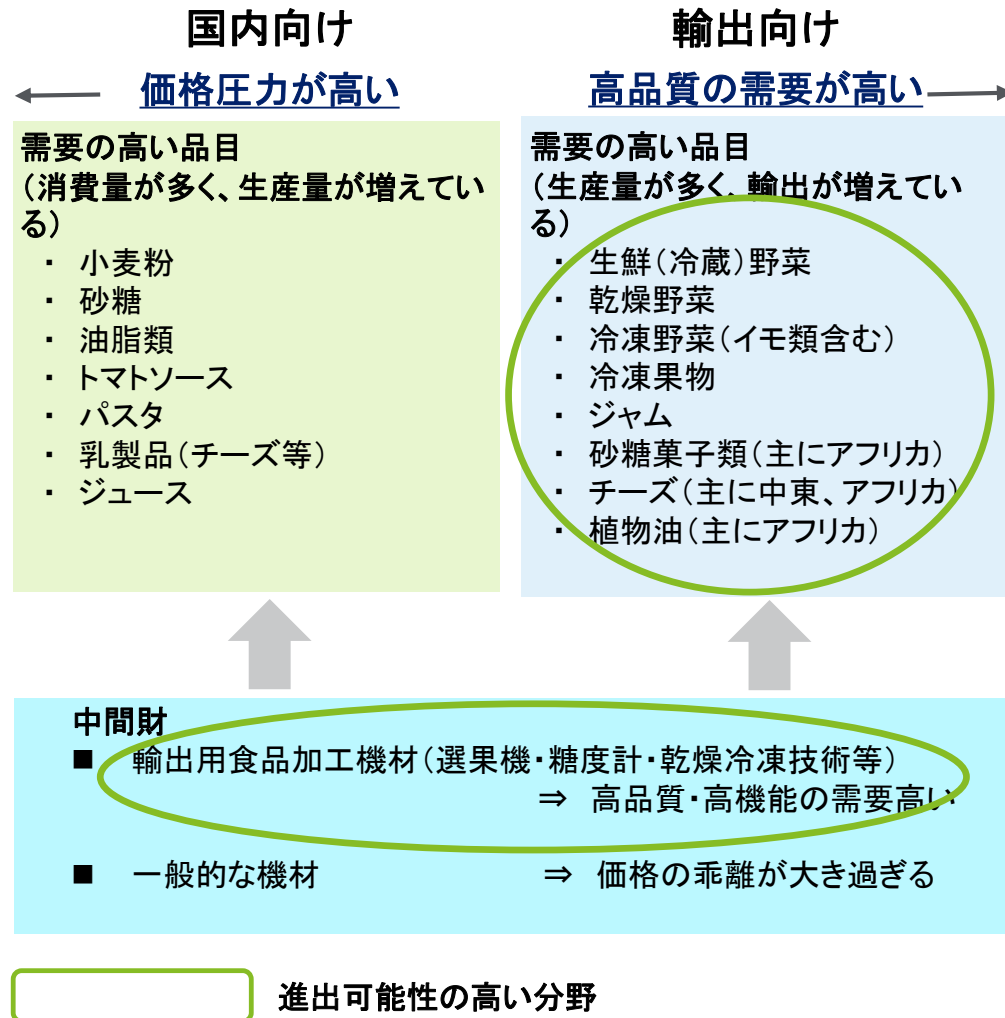 国内向け
価格圧力が高い
需要の高い品目
（消費量が多く、生産量が増えてい
る）
・ 小麦粉
・ 砂糖
・ 油脂類
・ トマトソース
・ パスタ
・ 乳製品（チーズ等）
・ ジュース
輸出向け
高品質の需要が高い
需要の高い品目
（生産量が多く、輸出が増えてい
る）
・ 生鮮（冷蔵）野菜
・ 乾燥野菜
・ 冷凍野菜（イモ類含む）
・ 冷凍果物
・ ジャム
・ 砂糖菓子類（主にアフリカ）
・ チーズ（主に中東、アフリカ）
・ 植物油（主にアフリカ）
中間財
■ 輸出用食品加工機材（選果機・糖度計・乾燥冷凍技術等）
⇒ 高品質・高機能の需要高い
■ 一般的な機材 ⇒ 価格の乖離が大き過ぎる
進出可能性の高い分野